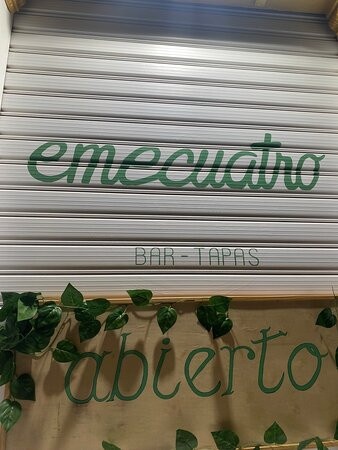 emecuatro
BAR - TAPAS
abierto